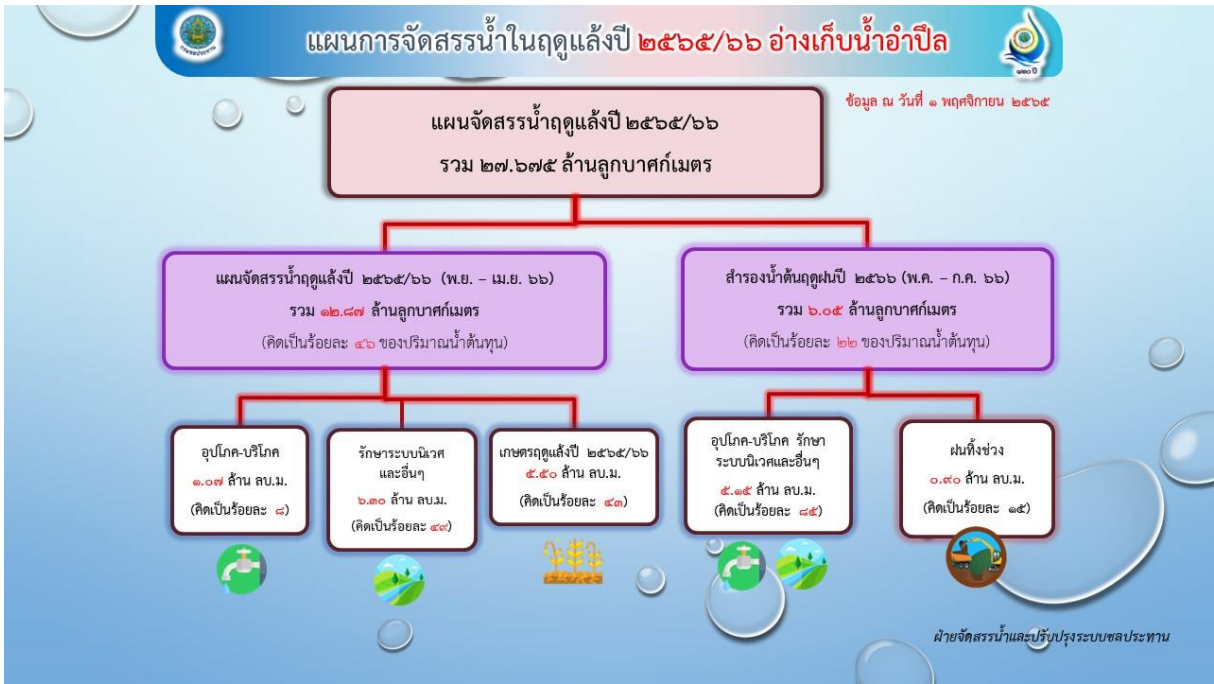 แผนการจัดสรรน้ำในฤดูแล้งปี ๒๕๖๕/๖๖ อ่างเก็บน้ำอำปึล
กรมชลประทาน
๑๒๐ ปี
ข้อมูล ณ วันที่ ๑ พฤศจิกายน ๒๕๖๕
แผนจัดสรรน้ำฤดูแล้งปี ๒๕๖๕/๖๖
รวม ๒๗.๖๗๕ ล้านลูกบาศก์เมตร
แผนจัดสรรน้ำฤดูแล้งปี ๒๕๖๕/๖๖ (พ.ย. – เม.ย. ๖๖)
รวม ๑๒.๘๗ ล้านลูกบาศก์เมตร
(คิดเป็นร้อยละ ๔๖ ของปริมาณน้ำต้นทุน)
สำรองน้ำต้นฤดูฝนปี ๒๕๖๖ (พ.ค. – ก.ค. ๖๖)
รวม ๖.๐๕ ล้านลูกบาศก์เมตร
(คิดเป็นร้อยละ ๒๒ ของปริมาณน้ำต้นทุน)
อุปโภค-บริโภค
๑.๐๗ ล้าน ลบ.ม.
(คิดเป็นร้อยละ ๘)
รักษาระบบนิเวศ
และอื่นๆ
๖.๓๐ ล้าน ลบ.ม.
(คิดเป็นร้อยละ ๔๙)
เกษตรฤดูแล้งปี ๒๕๖๕/๖๖
๕.๕๐ ล้าน ลบ.ม.
(คิดเป็นร้อยละ ๔๓)
อุปโภค-บริโภค รักษา
ระบบนิเวศและอื่นๆ
๕.๑๕ ล้าน ลบ.ม.
(คิดเป็นร้อยละ ๘๕)
ฝนทิ้งช่วง
๐.๙๐ ล้าน ลบ.ม.
(คิดเป็นร้อยละ ๑๕)
ฝ่ายจัดสรรน้ำและปรับปรุงระบบชลประทาน